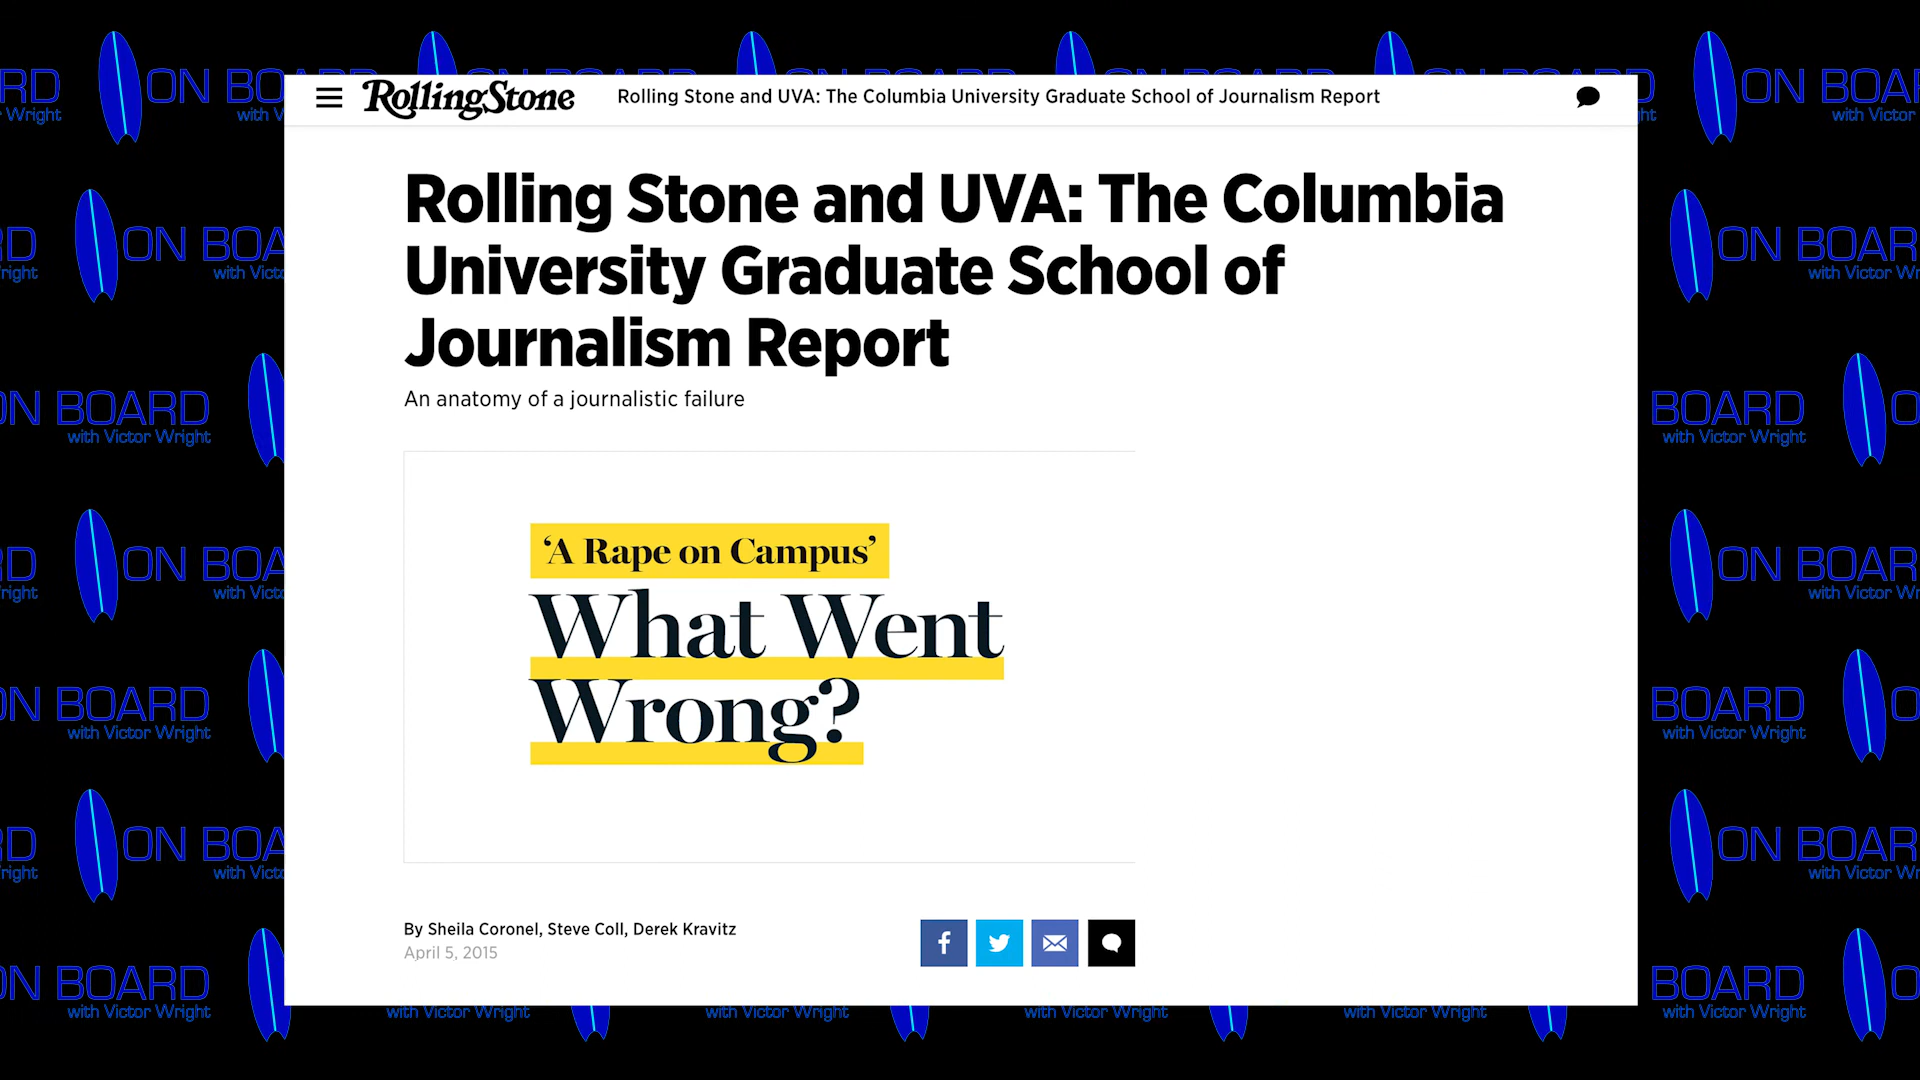 RollingStone
Rolling Stone and UVA: The Columbia University Graduate School of Journalism Report
Rolling Stone and UVA: The Columbia
University Graduate School of
Journalism Report
An anatomy of a journalistic failure
‘A Rape on Campus’
What Went
Wrong?
By Sheila Coronel, Steve Coll, Derek Kravitz
April 5, 2015
ON BOARD
with Victor Wright